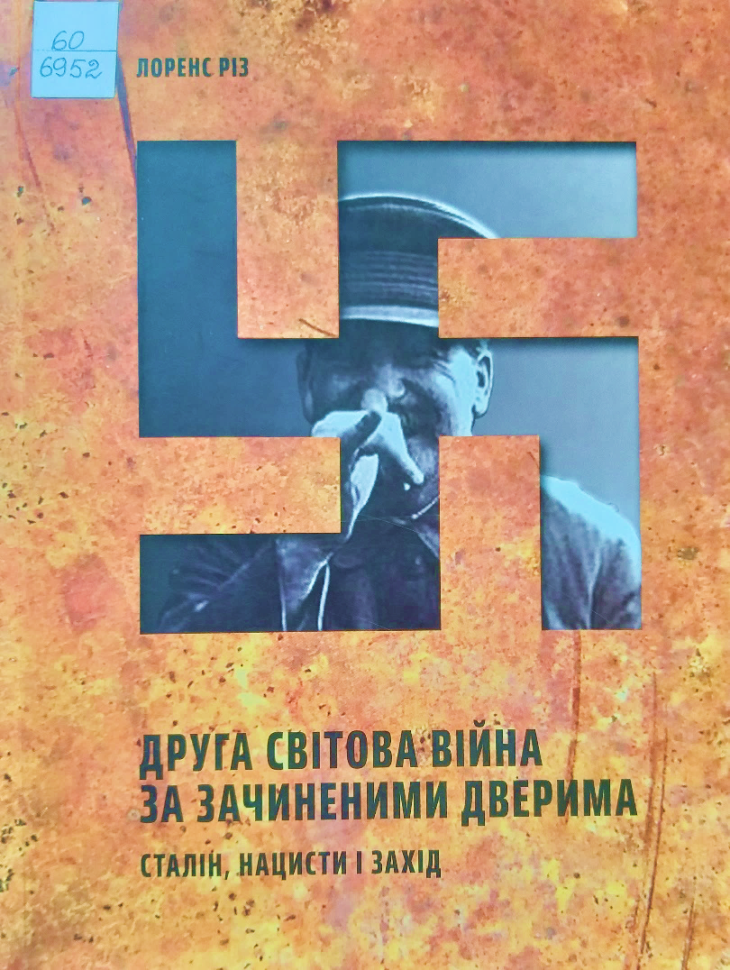 60
6952
ЛОРЕНС РІЗ
ДРУГА СВІТОВА ВІЙНА
ЗА ЗАЧИНЕНИМИ ДВЕРИМА
СТАЛІН, НАЦИСТИ І ЗАХІД